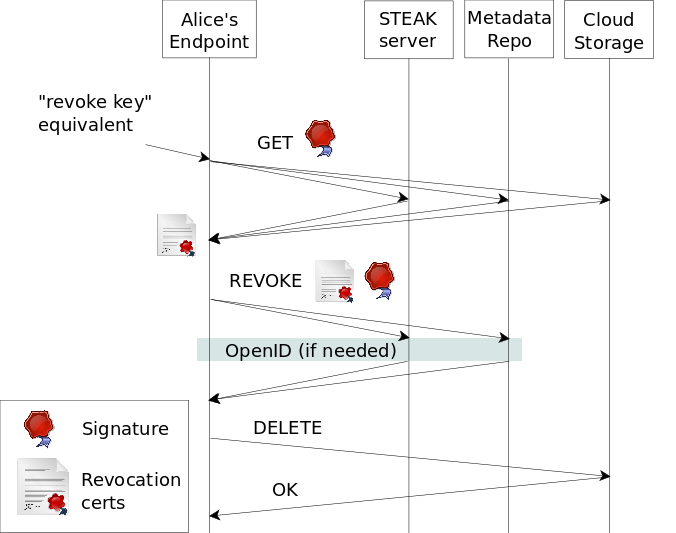 Alice's
Endpoint
STEAK
server
Metadata
Repo
Cloud
Storage
"revoke key"
equivalent
GET
REVOKE
OpenID (if needed)
DELETE
OK
Signature
Revocation
certs